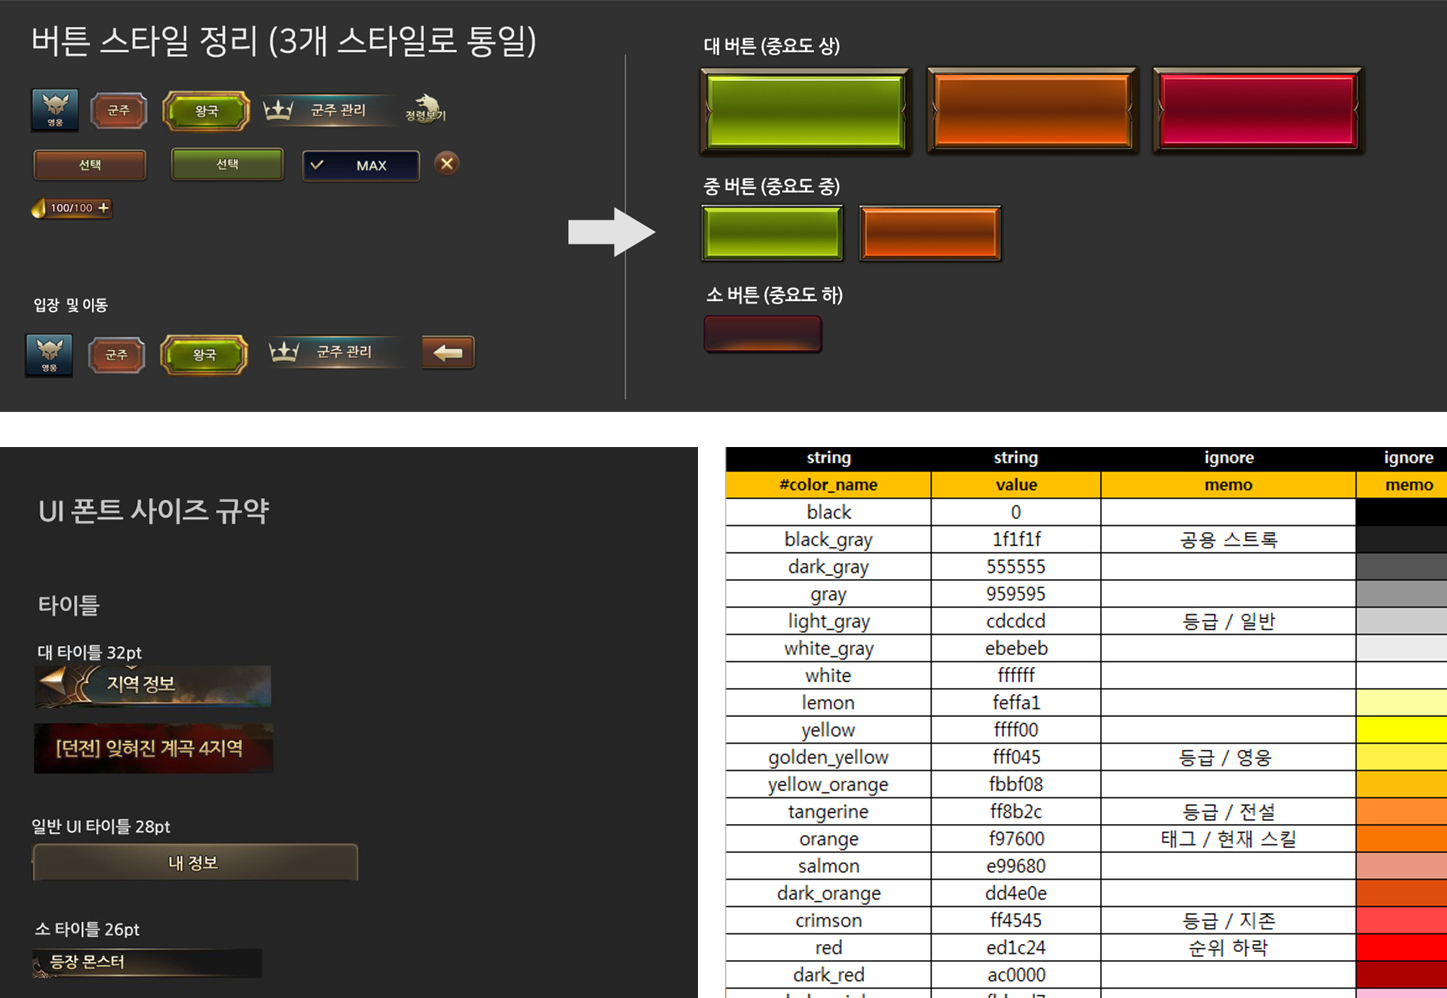 버튼 스타일 정리 (3개 스타일로 통일)
영웅
군주
왕국
군주 관리
정령보기
선택
선택
MAX
100/100 +
입장 및 이동
영웅
군주
왕국
군주 관리
대 버튼 (중요도 상)
중 버튼 (중요도 중)
소 버튼 (중요도 하)
UI 폰트 사이즈 규약
타이틀
대 타이틀 32pt
지역 정보
[던전] 잊혀진 계곡 4지역
일반 UI 타이틀 28pt
내 정보
소 타이틀 26pt
등장 몬스터
string string ignore ignore
#color_name value memo memo
black 0
black_gray 1f1f1f 공용 스트록
dark_gray 555555
gray 959595
light_gray cdcdcd 등급 / 일반
white_gray ebebeb
white ffffff
lemon feffa1
yellow ffff00
golden_yellow fff045 등급 / 영웅
yellow_orange fbbf08
tangerine ff8b2c 등급 / 전설
orange f97600 태그 / 현재 스킬
salmon e99680
dark_orange dd4e0e
crimson ff4545 등급 / 지존
red ed1c24 순위 하락
dark_red ac0000